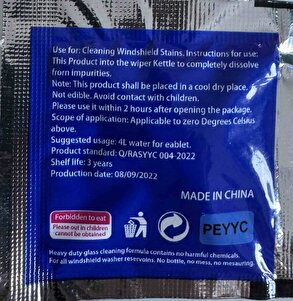 Use for: Cleaning Windshield Stains. Instructions for use:
This Product into the wiper Kettle to completely dissolve
from impurities.
Note: This product shall be placed in a cool dry place.
Not edible. Avoid contact with children.
Please use it within 2 hours after opening the package.
Scope of application: Applicable to zero Degrees Celsius
above.
Suggested usage: 4L water for eablet.
Product standard: Q/RASYYC 004-2022
Shelf life: 3 years
Production date: 08/09/2022
MADE IN CHINA
Forbidden to eat
Please out in children
cannot be obtained
PEYYC
Heavy duty glass cleaning formula contains no harmful chemicals.
For all windshield washer reservoirs. No bottle, no mess, no measuring.